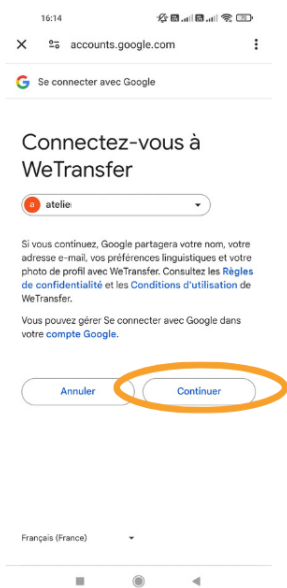 16:14
accounts.google.com
G Se connecter avec Google
Connectez-vous à
WeTransfer
a atelier
Si vous continuez, Google partagera votre nom, votre
adresse e-mail, vos préférences linguistiques et votre
photo de profil avec WeTransfer. Consultez les Règles
de confidentialité et les Conditions d'utilisation de
WeTransfer.
Vous pouvez gérer Se connecter avec Google dans
votre compte Google.
Annuler Continuer
Français (France)